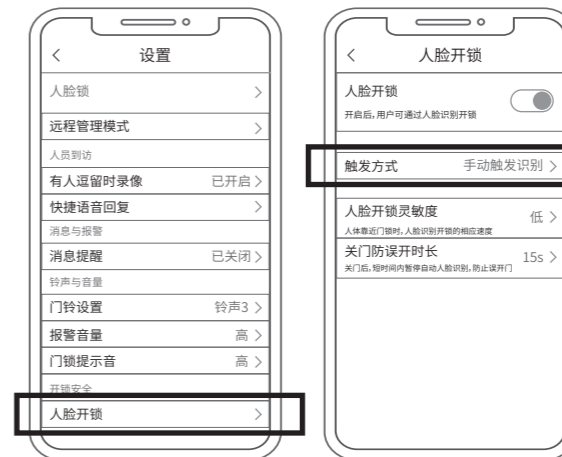 设置
人脸锁
远程管理模式
人员到访
有人逗留时录像 已开启
快捷语音回复
消息与报警
消息提醒 已关闭
铃声与音量
门铃设置 铃声3
报警音量 高
门锁提示音 高
开锁安全
人脸开锁
人脸开锁
人脸开锁
开启后,用户可通过人脸识别开锁
触发方式 手动触发识别
人脸开锁灵敏度 低
人体靠近门锁时,人脸识别开锁的相应速度
关门防误开时长 15s
关门后,短时间内暂停自动人脸识别,防止误开门